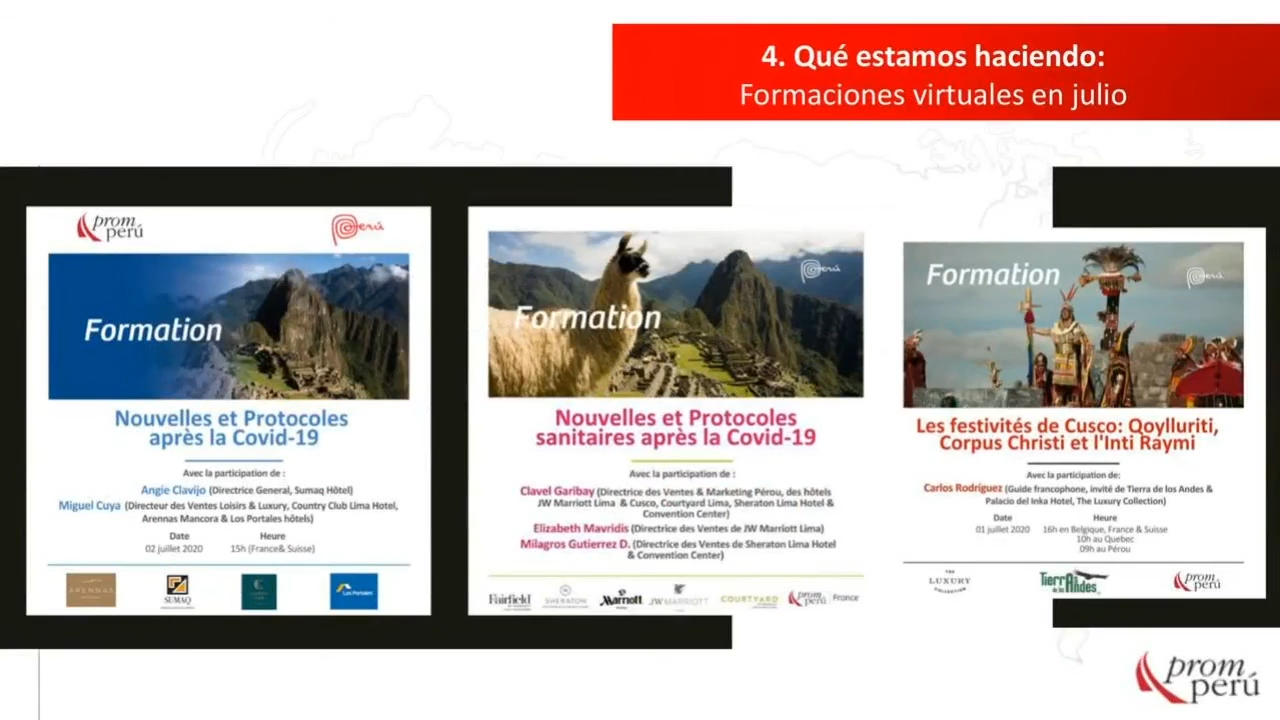 4. Qué estamos haciendo:
Formaciones virtuales en julio
prom
perú
Perú
Formation
Nouvelles et Protocoles
après la Covid-19
Avec la participation de :
Angie Clavijo (Directrice General, Sumaq Hôtel)
Miguel Cuya (Directeur des Ventes Loisirs & Luxury, Country Club Lima Hotel,
Arennas Mancora & Los Portales hôtels)
Date Heure
02 juillet 2020 15h (France& Suisse)
ARENNAS
SUMAQ
Los Portales
Perú
Formation
Nouvelles et Protocoles
sanitaires après la Covid-19
Avec la participation de :
Clavel Garibay (Directrice des Ventes & Marketing Pérou, des hôtels
JW Marriott Lima & Cusco, Courtyard Lima, Sheraton Lima Hotel &
Convention Center)
Elizabeth Mavridis (Directrice des Ventes de JW Marriott Lima)
Milagros Gutierrez D. (Directrice des Ventes de Sheraton Lima Hotel
& Convention Center)
Fairfield
SHERATON
Marriott
JW MARRIOTT
COURTYARD
prom
perú France
Formation
Perú
Les festivités de Cusco: Qoylluriti,
Corpus Christi et l'Inti Raymi
Avec la participation de:
Carlos Rodriguez (Guide francophone, invité de Tierra de los Andes &
Palacio del Inka Hotel, The Luxury Collection)
Date Heure
01 juillet 2020 16h en Belgique, France & Suisse
10h au Quebec
09h au Pérou
THE
LUXURY
COLLECTION
Tierra
de los Andes
prom
perú
prom
perú